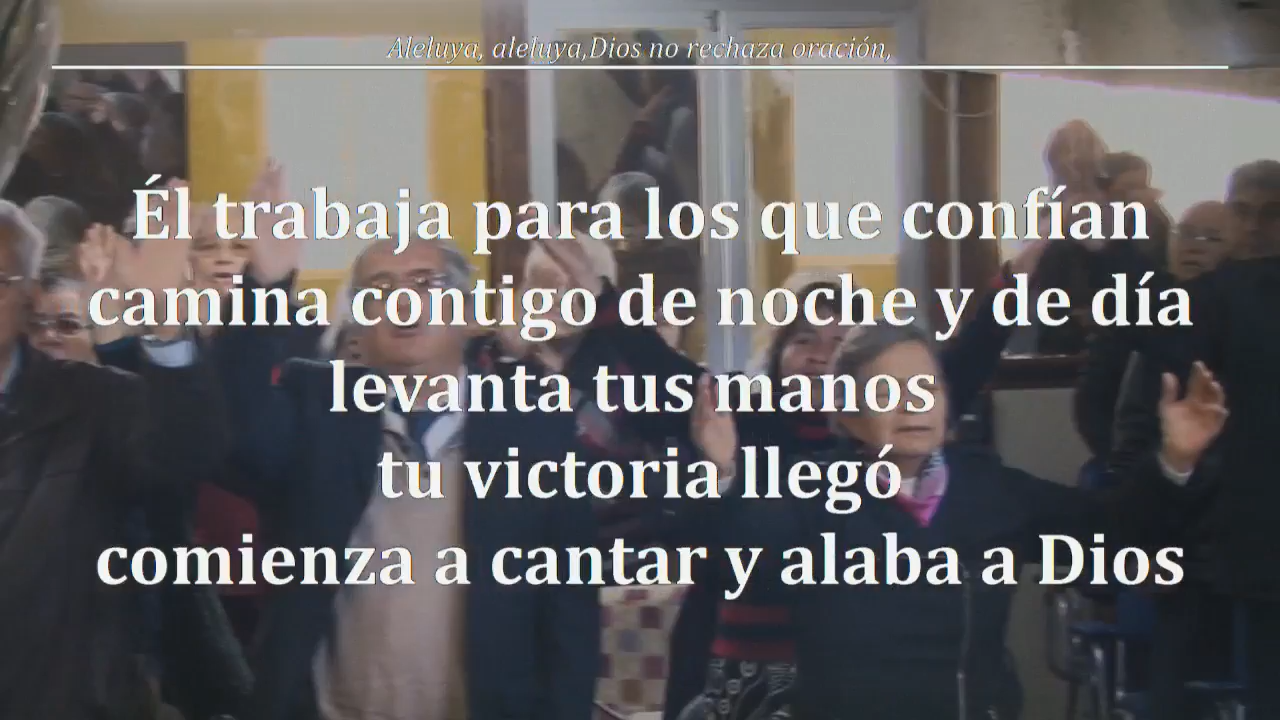 Aleluya, aleluya,Dios no rechaza oración,
Él trabaja para los que confían
camina contigo de noche y de día
levanta tus manos
tu victoria llegó
comienza a cantar y alaba a Dios